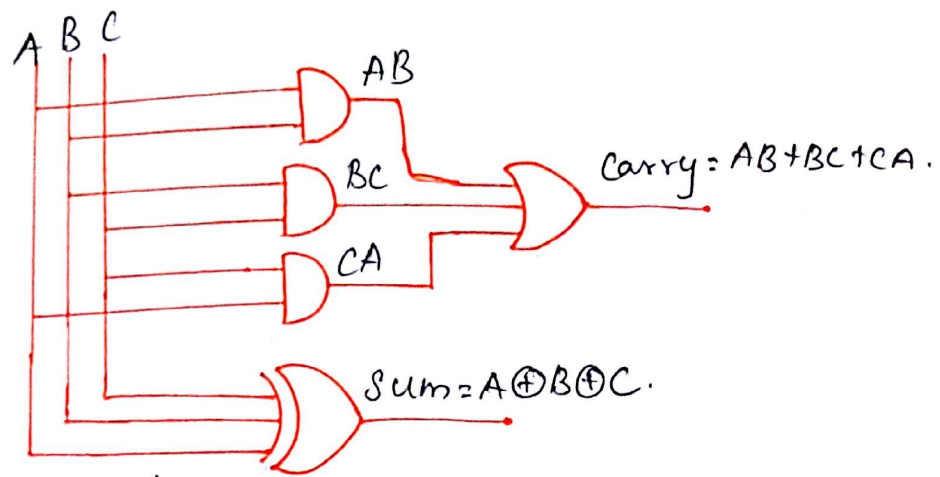 A B C
AB
BC
Carry = AB+BC+CA.
CA
Sum = A⊕B⊕C.